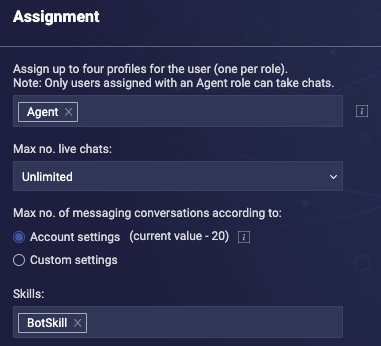 Assignment
Assign up to four profiles for the user (one per role).
Note: Only users assigned with an Agent role can take chats.
Agent
Max no. live chats:
Unlimited
Max no. of messaging conversations according to:
Account settings (current value - 20)
Custom settings
Skills:
BotSkill